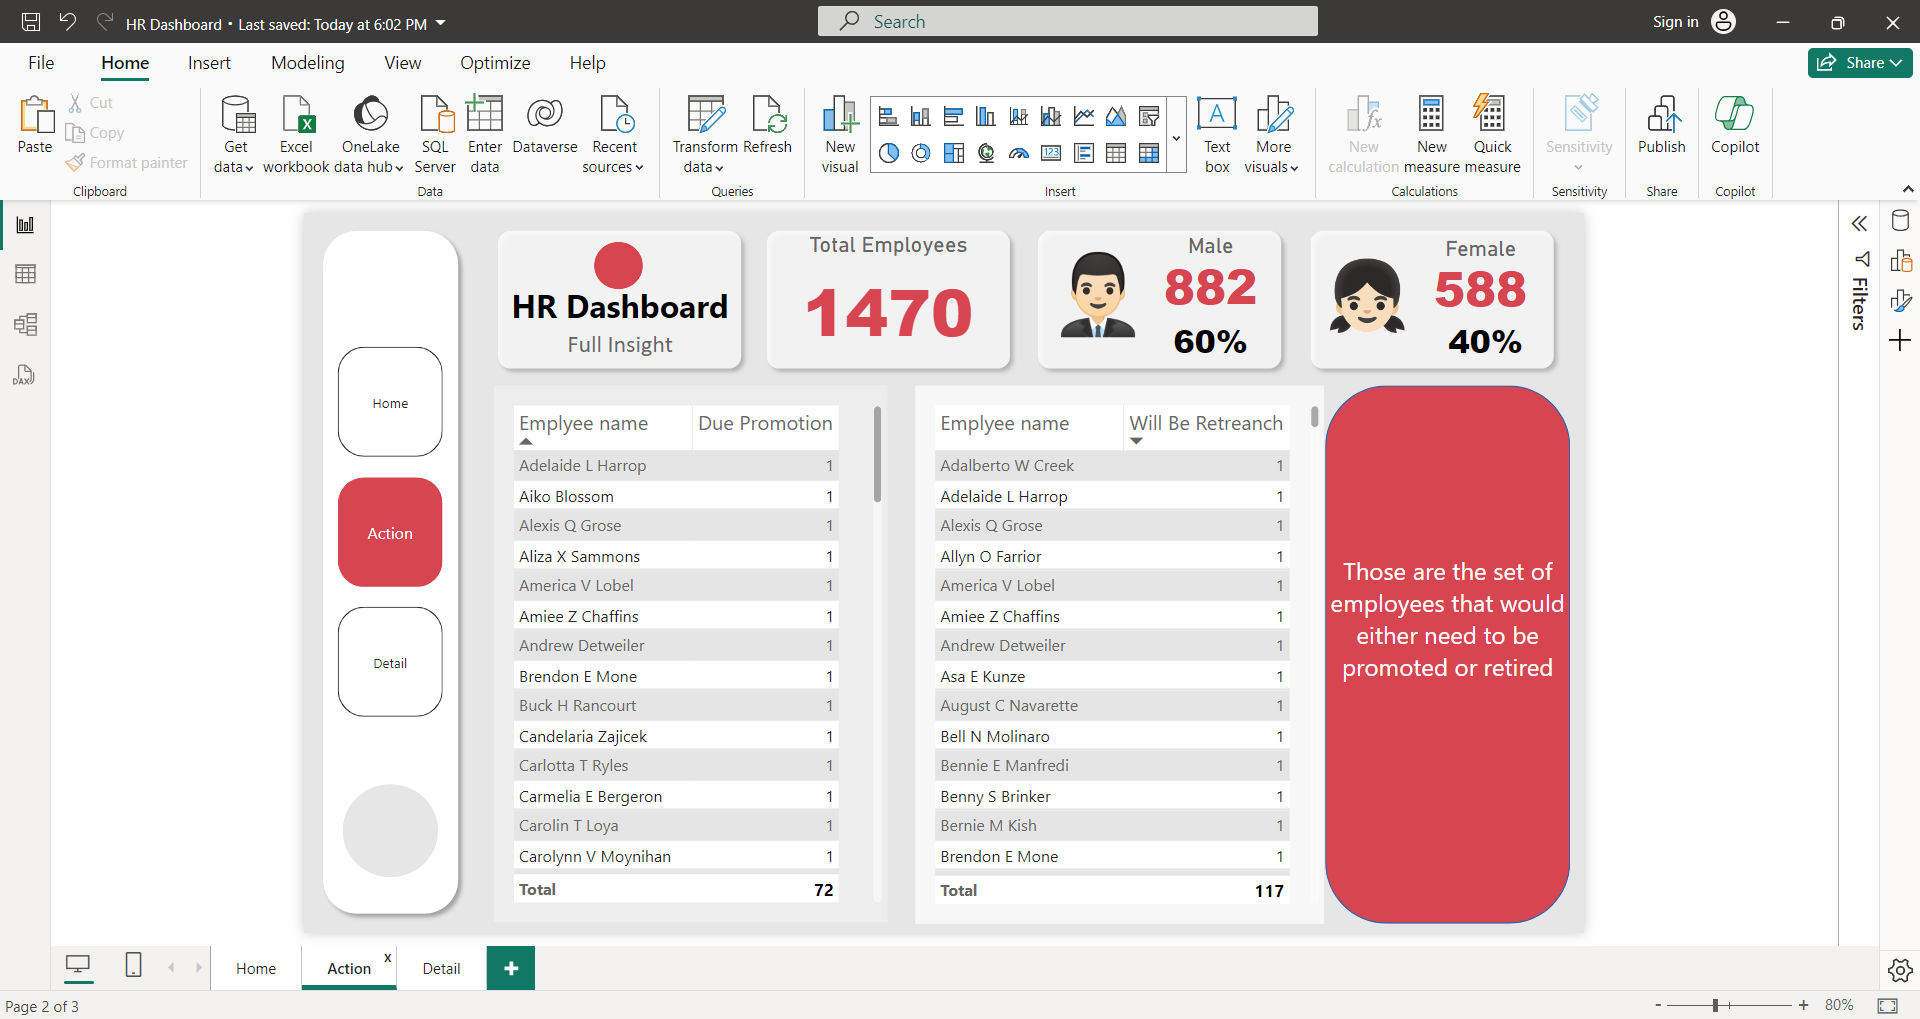 HR Dashboard • Last saved: Today at 6:02 PM
Search
Sign in
File Home Insert Modeling View Optimize Help
Share
Paste
Cut
Copy
Format painter
Clipboard
Get data
Excel workbook
OneLake data hub
SQL Server
Enter data
Dataverse
Recent sources
Data
Transform data
Refresh
Queries
New visual
123
A
Text box
More visuals
Insert
New calculation
New measure
Quick measure
Calculations
Sensitivity
Sensitivity
Publish
Share
Copilot
Copilot
DAX
Home
Action
Detail
HR Dashboard
Full Insight
Total Employees
1470
Male
882
60%
Female
588
40%
Emplyee name Due Promotion
Adelaide L Harrop 1
Aiko Blossom 1
Alexis Q Grose 1
Aliza X Sammons 1
America V Lobel 1
Amiee Z Chaffins 1
Andrew Detweiler 1
Brendon E Mone 1
Buck H Rancourt 1
Candelaria Zajicek 1
Carlotta T Ryles 1
Carmelia E Bergeron 1
Carolin T Loya 1
Carolynn V Moynihan 1
Total 72
Emplyee name Will Be Retreanch
Adalberto W Creek 1
Adelaide L Harrop 1
Alexis Q Grose 1
Allyn O Farrior 1
America V Lobel 1
Amiee Z Chaffins 1
Andrew Detweiler 1
Asa E Kunze 1
August C Navarette 1
Bell N Molinaro 1
Bennie E Manfredi 1
Benny S Brinker 1
Bernie M Kish 1
Brendon E Mone 1
Total 117
Those are the set of
employees that would
either need to be
promoted or retired
Filters
Home
Action x
Detail
Page 2 of 3
- + 80%